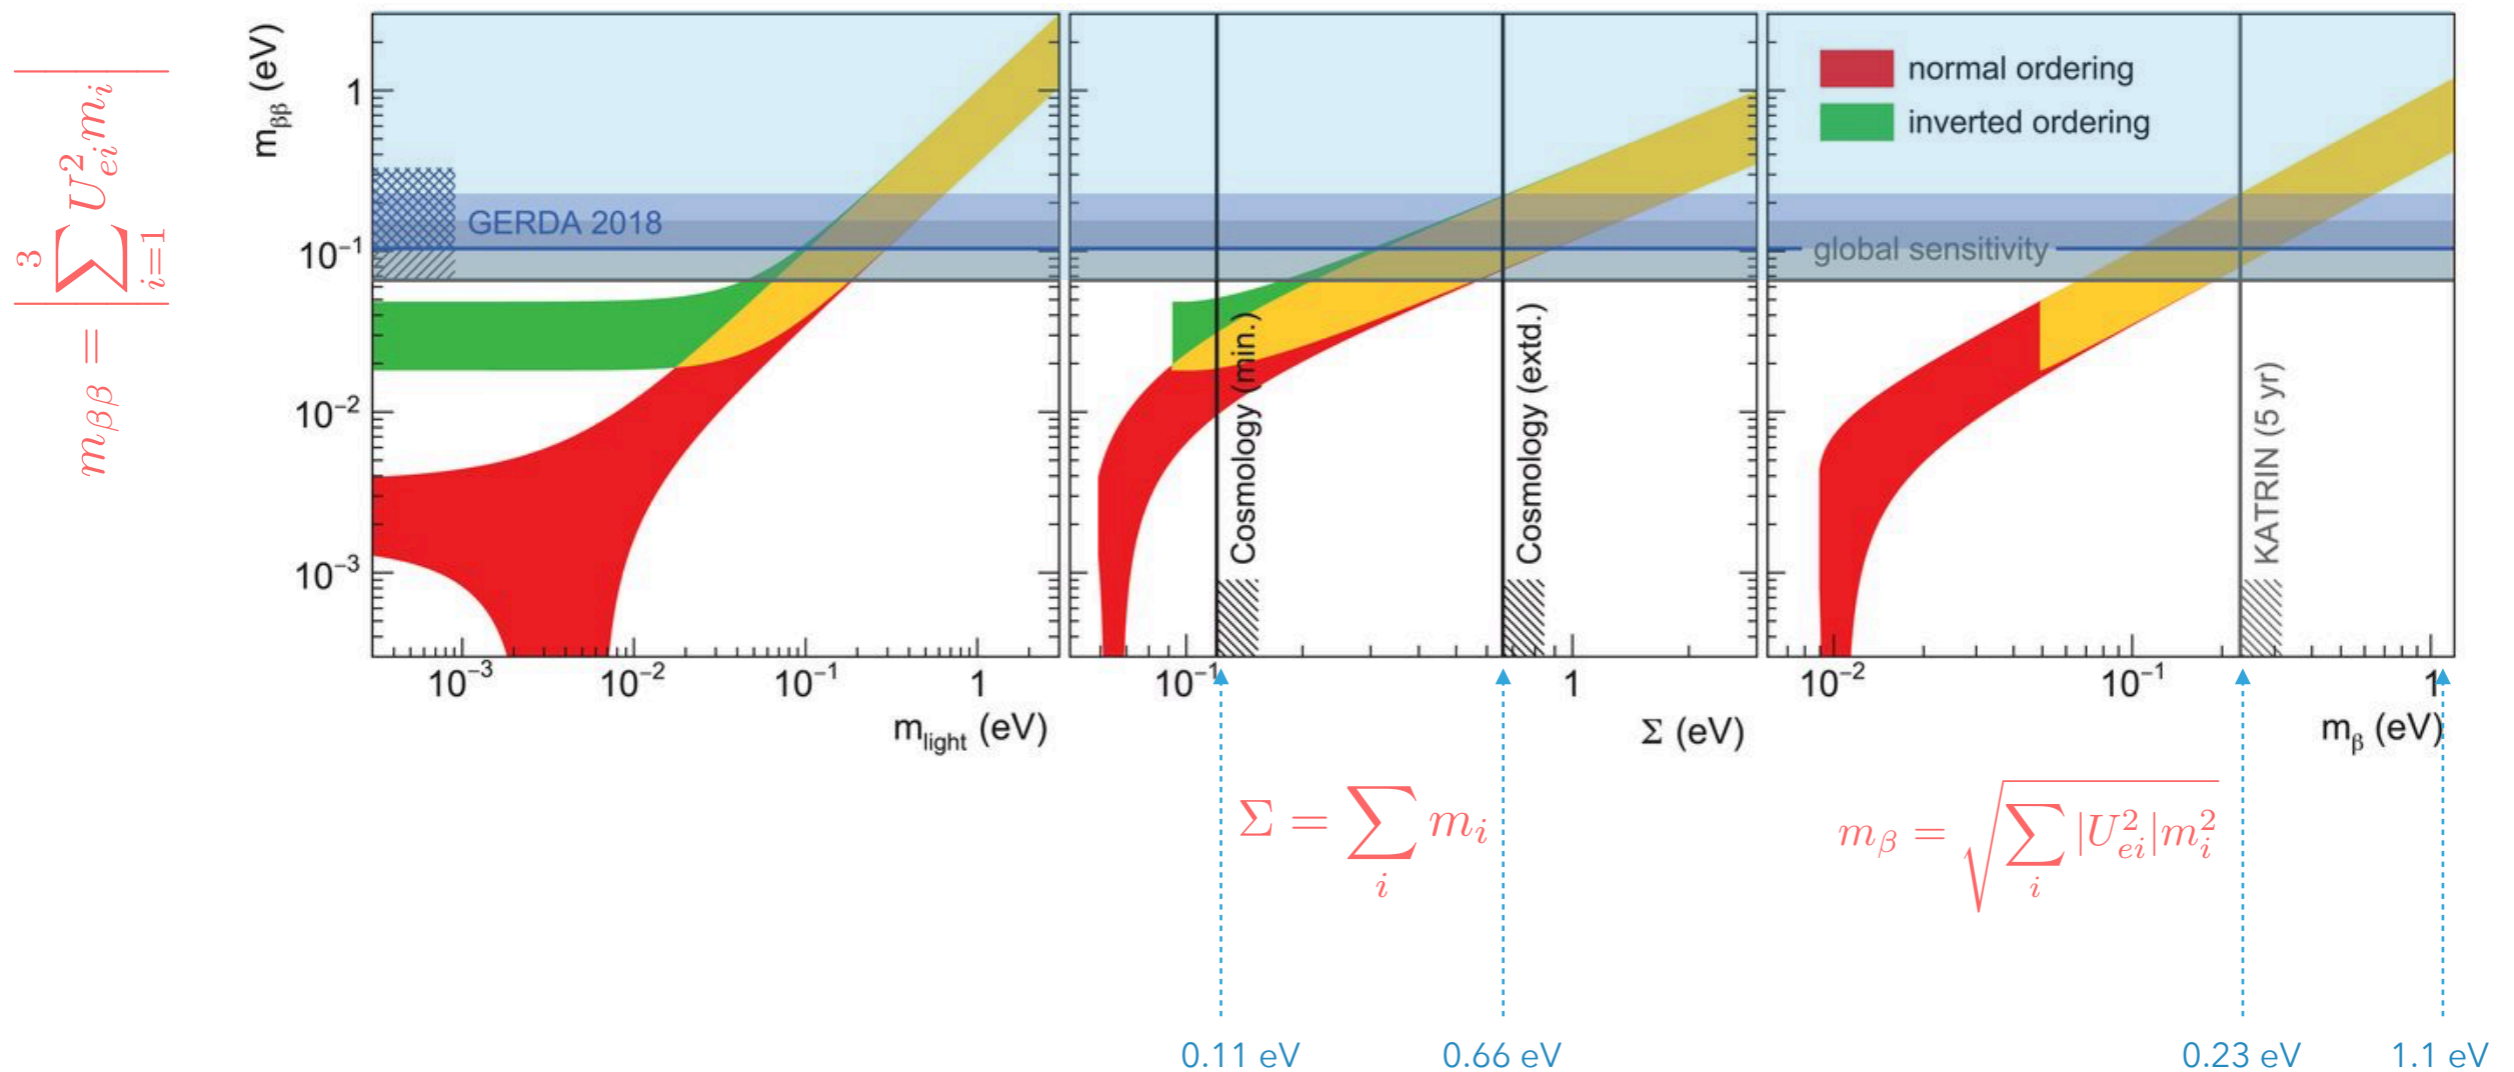 m_ββ = | ∑_{i=1}^{3} U_{ei}^2 m_i |
m_ββ (eV)
1
10^−1
10^−2
10^−3
GERDA 2018
10^−3
10^−2
10^−1
1
m_light (eV)
Cosmology (min.)
Cosmology (extd.)
10^−1
1
Σ (eV)
normal ordering
inverted ordering
global sensitivity
KATRIN (5 yr)
10^−2
10^−1
1
m_β (eV)
Σ = ∑_i m_i
m_β = √(∑_i |U_{ei}^2| m_i^2)
0.11 eV
0.66 eV
0.23 eV
1.1 eV